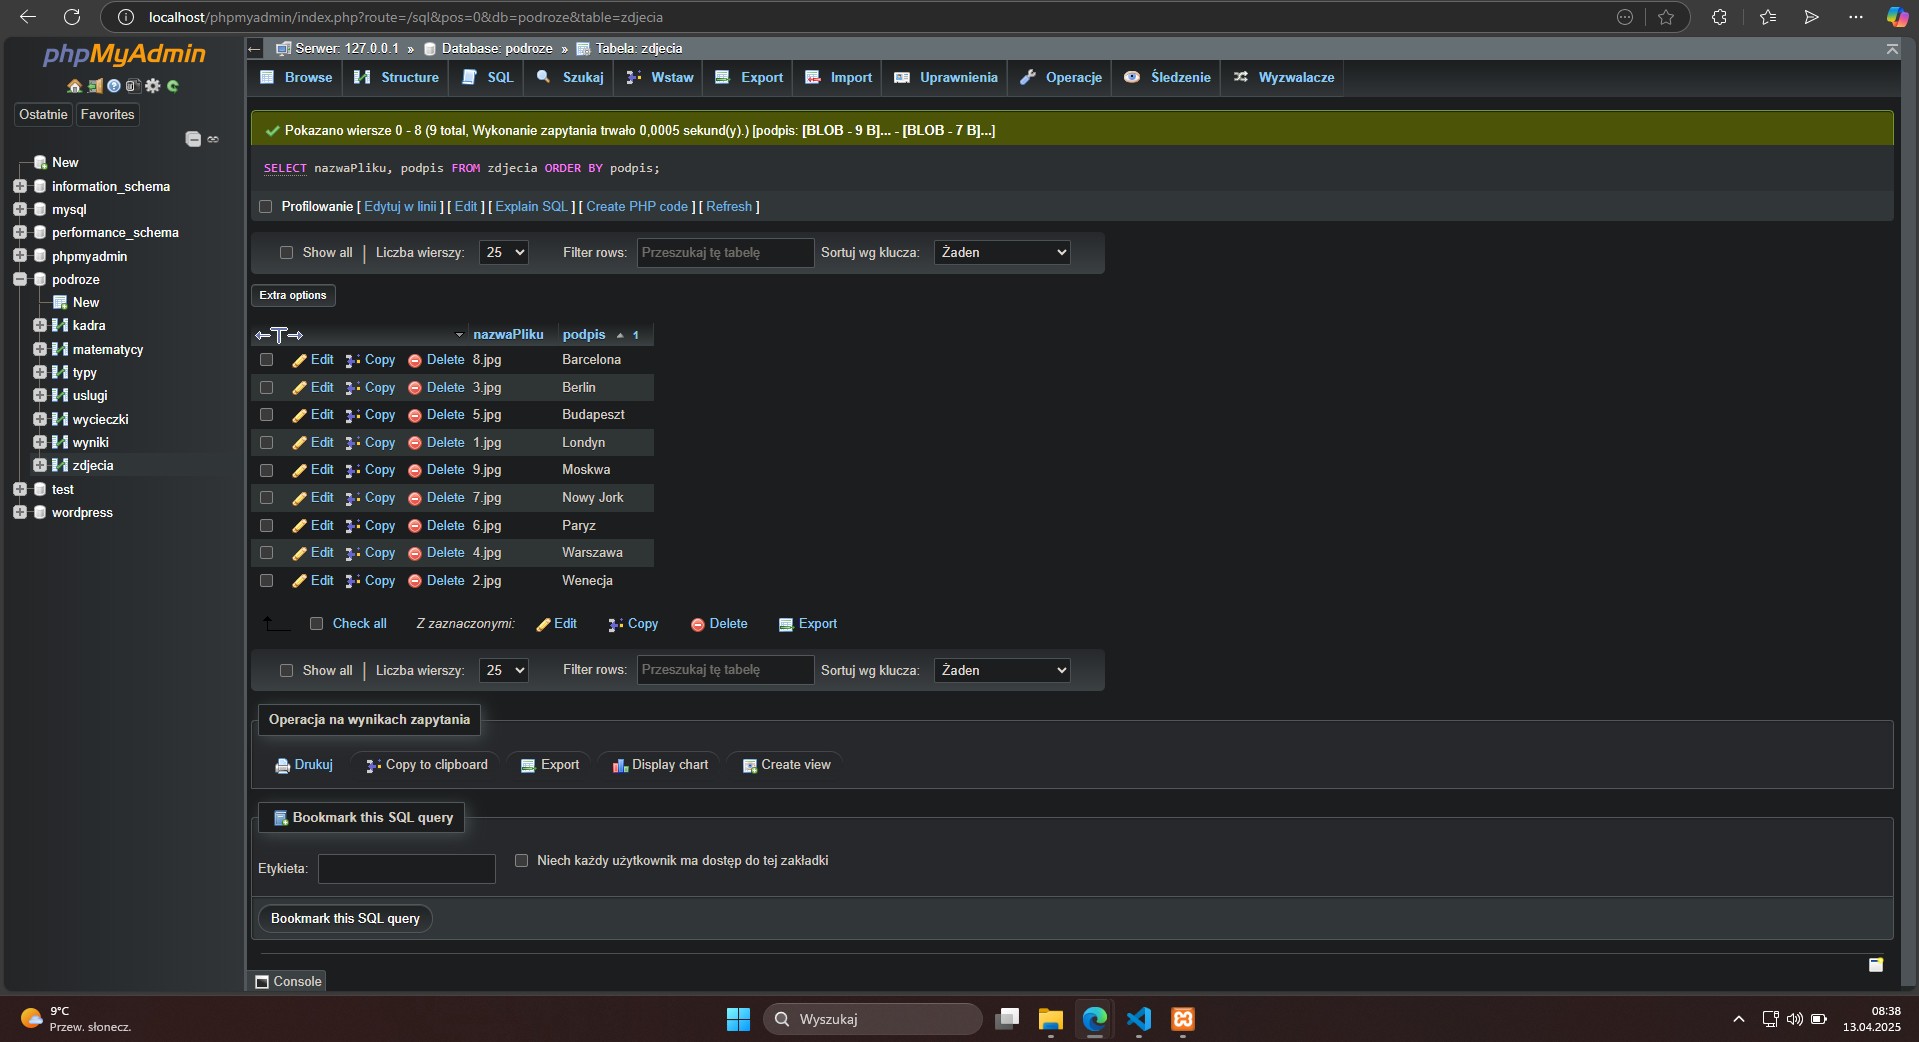 localhost/phpmyadmin/index.php?route=/sql&pos=0&db=podroze&table=zdjecia
phpMyAdmin
Ostatnie Favorites
New
information_schema
mysql
performance_schema
phpmyadmin
podroze
New
kadra
matematycy
typy
uslugi
wycieczki
wyniki
zdjecia
test
wordpress
Serwer: 127.0.0.1 » Database: podroze » Tabela: zdjecia
Browse Structure SQL Szukaj Wstaw Export Import Uprawnienia Operacje Śledzenie Wyzwalacze
Pokazano wiersze 0 - 8 (9 total, Wykonanie zapytania trwało 0,0005 sekund(y).) [podpis: [BLOB - 9 B]... - [BLOB - 7 B]...]
SELECT nazwaPliku, podpis FROM zdjecia ORDER BY podpis;
Profilowanie [ Edytuj w linii ] [ Edit ] [ Explain SQL ] [ Create PHP code ] [ Refresh ]
Show all | Liczba wierszy: 25 Filter rows: Przeszukaj tę tabelę Sortuj wg klucza: Żaden
Extra options
nazwaPliku podpis 1
Edit Copy Delete 8.jpg Barcelona
Edit Copy Delete 3.jpg Berlin
Edit Copy Delete 5.jpg Budapeszt
Edit Copy Delete 1.jpg Londyn
Edit Copy Delete 9.jpg Moskwa
Edit Copy Delete 7.jpg Nowy Jork
Edit Copy Delete 6.jpg Paryz
Edit Copy Delete 4.jpg Warszawa
Edit Copy Delete 2.jpg Wenecja
Check all Z zaznaczonymi: Edit Copy Delete Export
Show all | Liczba wierszy: 25 Filter rows: Przeszukaj tę tabelę Sortuj wg klucza: Żaden
Operacja na wynikach zapytania
Drukuj Copy to clipboard Export Display chart Create view
Bookmark this SQL query
Etykieta: Niech każdy użytkownik ma dostęp do tej zakładki
Bookmark this SQL query
Console
9°C
Przew. słonecz.
Wyszukaj
08:38
13.04.2025